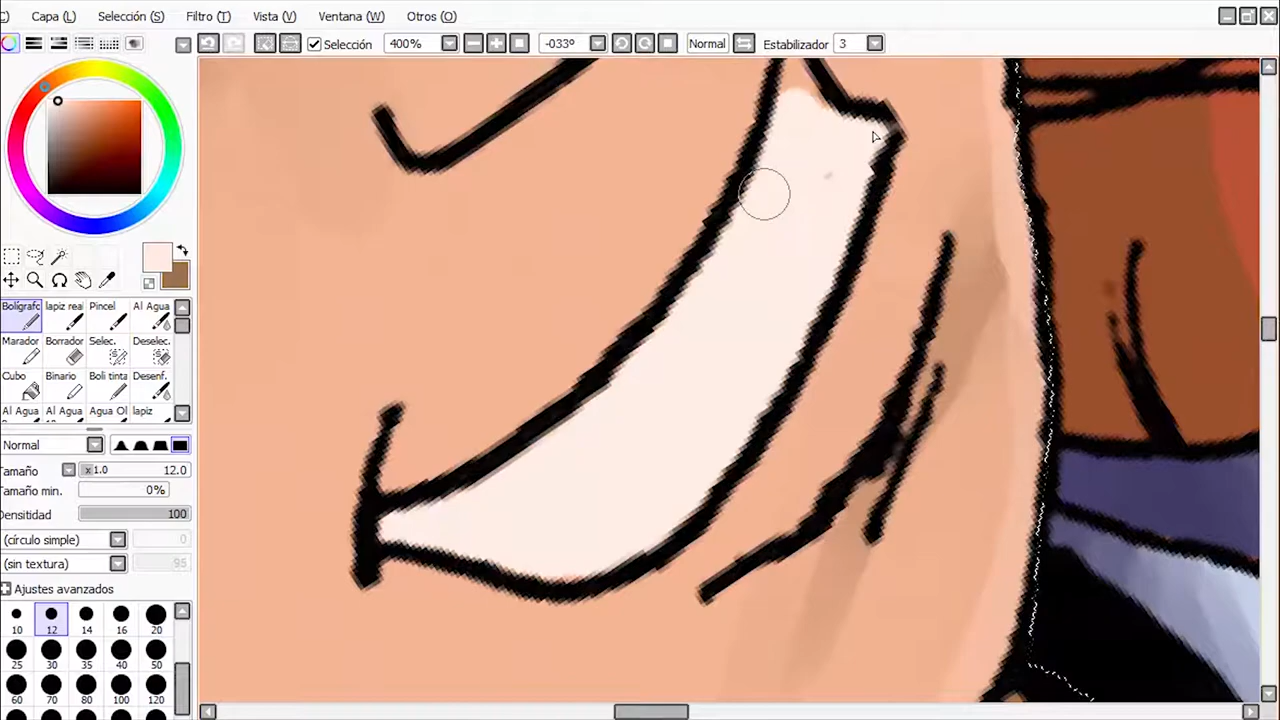 Capa (L) Selección (S) Filtro (T) Vista (V) Ventana (W) Otros (O)
Selección 400% -033º Normal Estabilizador 3
Bolígrafo lapiz real Pincel Al Agua
Marador Borrador Selec. Deselec.
Cubo Binario Boli tinta Desenf.
Al Agua Al Agua Agua Ol lapiz
Normal
Tamaño x1.0 12.0
Tamaño min. 0%
Densitidad 100
(círculo simple) 0
(sin textura) 95
Ajustes avanzados
10 12 14 16 20
25 30 35 40 50
60 70 80 100 120